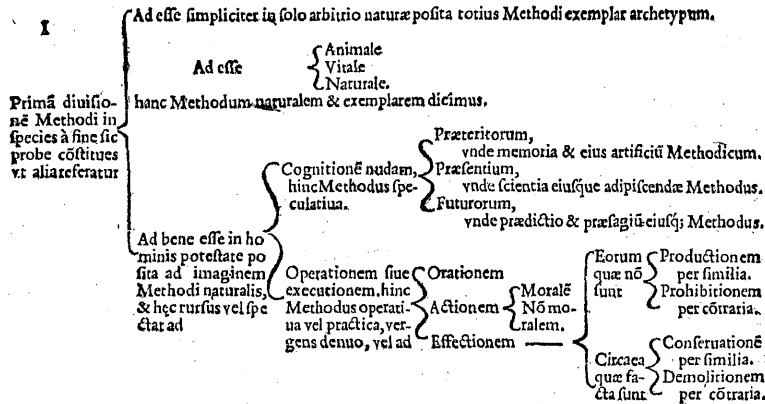 1
Primā diuisio-
nē Methodi in
species à fine sic
probe cōstitues
vt alia referatur
Ad esse simpliciter in solo arbitrio naturæ posita totius Methodi exemplar archetypum.
Ad esse
Animale
Vitale
Naturale.
hanc Methodum naturalem & exemplarem dicimus.
Ad bene esse in ho
minis potestate po
sita ad imaginem
Methodi naturalis,
& hęc rursus vel spe
ctat ad
Cognitionē nudam,
hinc Methodus spe-
culatiua.
Præteritorum,
vnde memoria & eius artificiū Methodicum.
Præsentium,
vnde scientia eiusque adipiscendæ Methodus.
Futurorum,
vnde prædictio & præsagiū eiusq; Methodus.
Operationem siue
executionem. hinc
Methodus operati-
ua vel practica, ver-
gens denuo, vel ad
Orationem
Actionem
Moralē
Nō mo-
ralem.
Effectionem
Eorum
quæ nō
sunt
Productionem
per similia.
Prohibitionem
per cōtraria.
Circa ea
quæ fa-
cta sunt
Conseruationē
per similia.
Demolitionem
per cōtraria.